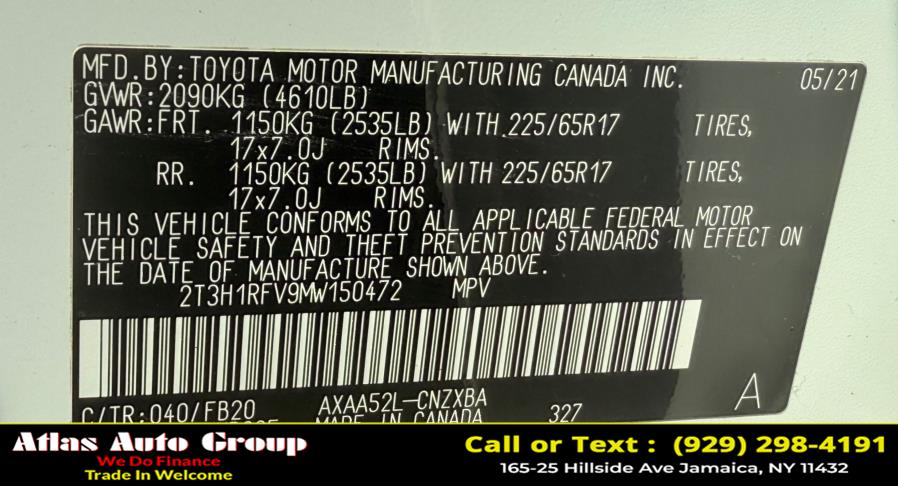 MFD.BY:TOYOTA MOTOR MANUFACTURING CANADA INC. 05/21
GVWR:2090KG (4610LB)
GAWR:FRT. 1150KG (2535LB) WITH 225/65R17 TIRES,
17x7.0J RIMS.
RR. 1150KG (2535LB) WITH 225/65R17 TIRES,
17x7.0J RIMS.
THIS VEHICLE CONFORMS TO ALL APPLICABLE FEDERAL MOTOR
VEHICLE SAFETY AND THEFT PREVENTION STANDARDS IN EFFECT ON
THE DATE OF MANUFACTURE SHOWN ABOVE.
2T3H1RFV9MW150472 MPV
A
C/TR:040/FB20 AXAA52L-CNZXBA
MADE IN CANADA 327
Atlas Auto Group
We Do Finance
Trade In Welcome
Call or Text : (929) 298-4191
165-25 Hillside Ave Jamaica, NY 11432